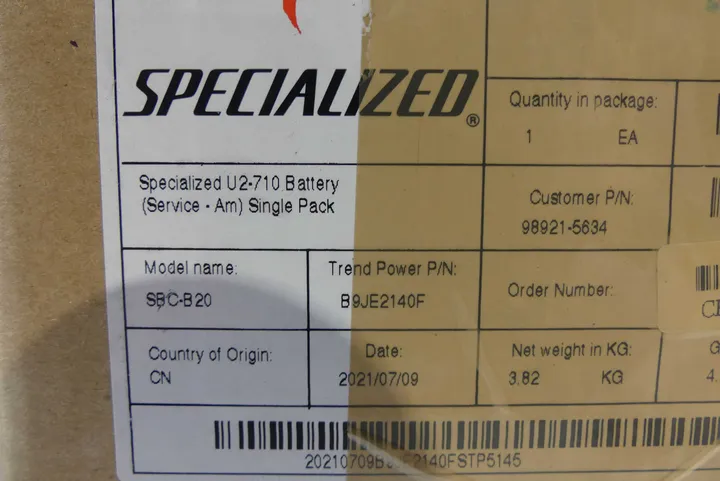 SPECIALIZED®
Quantity in package:
1 EA
Specialized U2-710 Battery
(Service - Am) Single Pack
Customer P/N:
98921-5634
Model name:
SBC-B20
Trend Power P/N:
B9JE2140F
Order Number:
Country of Origin:
CN
Date:
2021/07/09
Net weight in KG:
3.82 KG
G
4.
20210709B9JE2140FSTP5145